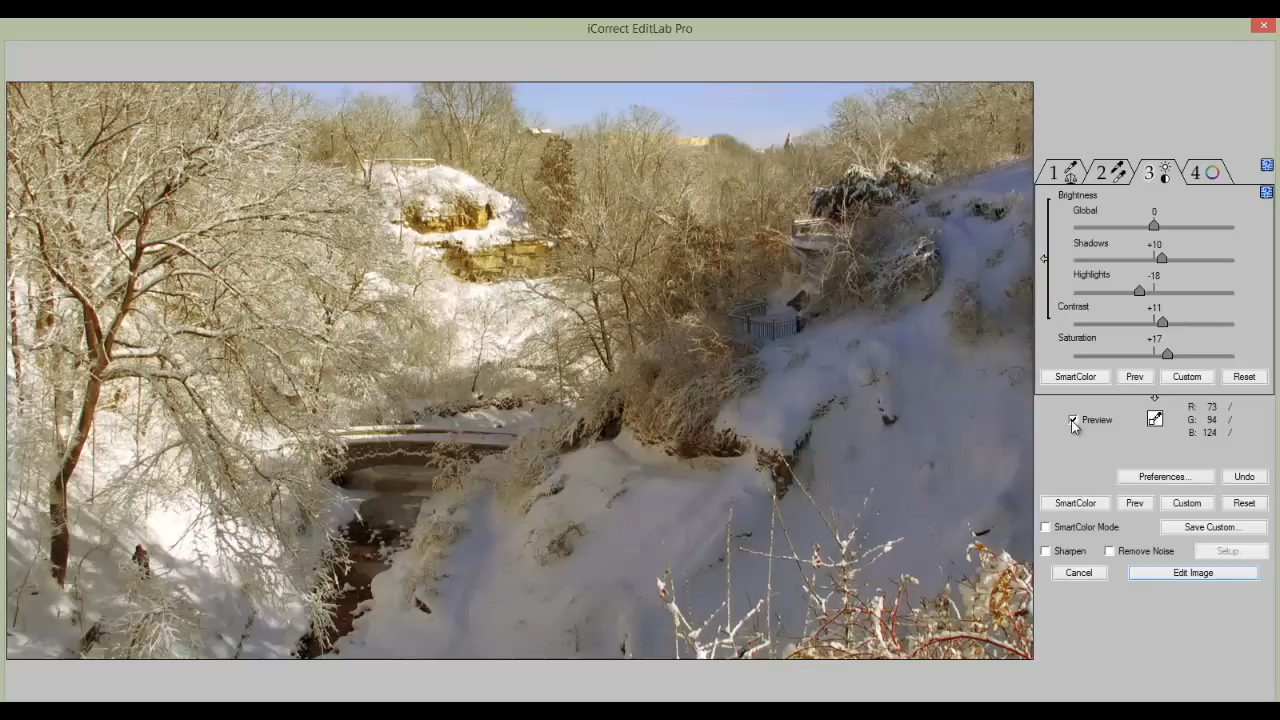 iCorrect EditLab Pro
1 2 3 4
Brightness
Global 0
Shadows +10
Highlights -18
Contrast +11
Saturation +17
SmartColor Prev Custom Reset
Preview
R: 73 /
G: 94 /
B: 124 /
Preferences... Undo
SmartColor Prev Custom Reset
SmartColor Mode Save Custom...
Sharpen Remove Noise Setup...
Cancel Edit Image